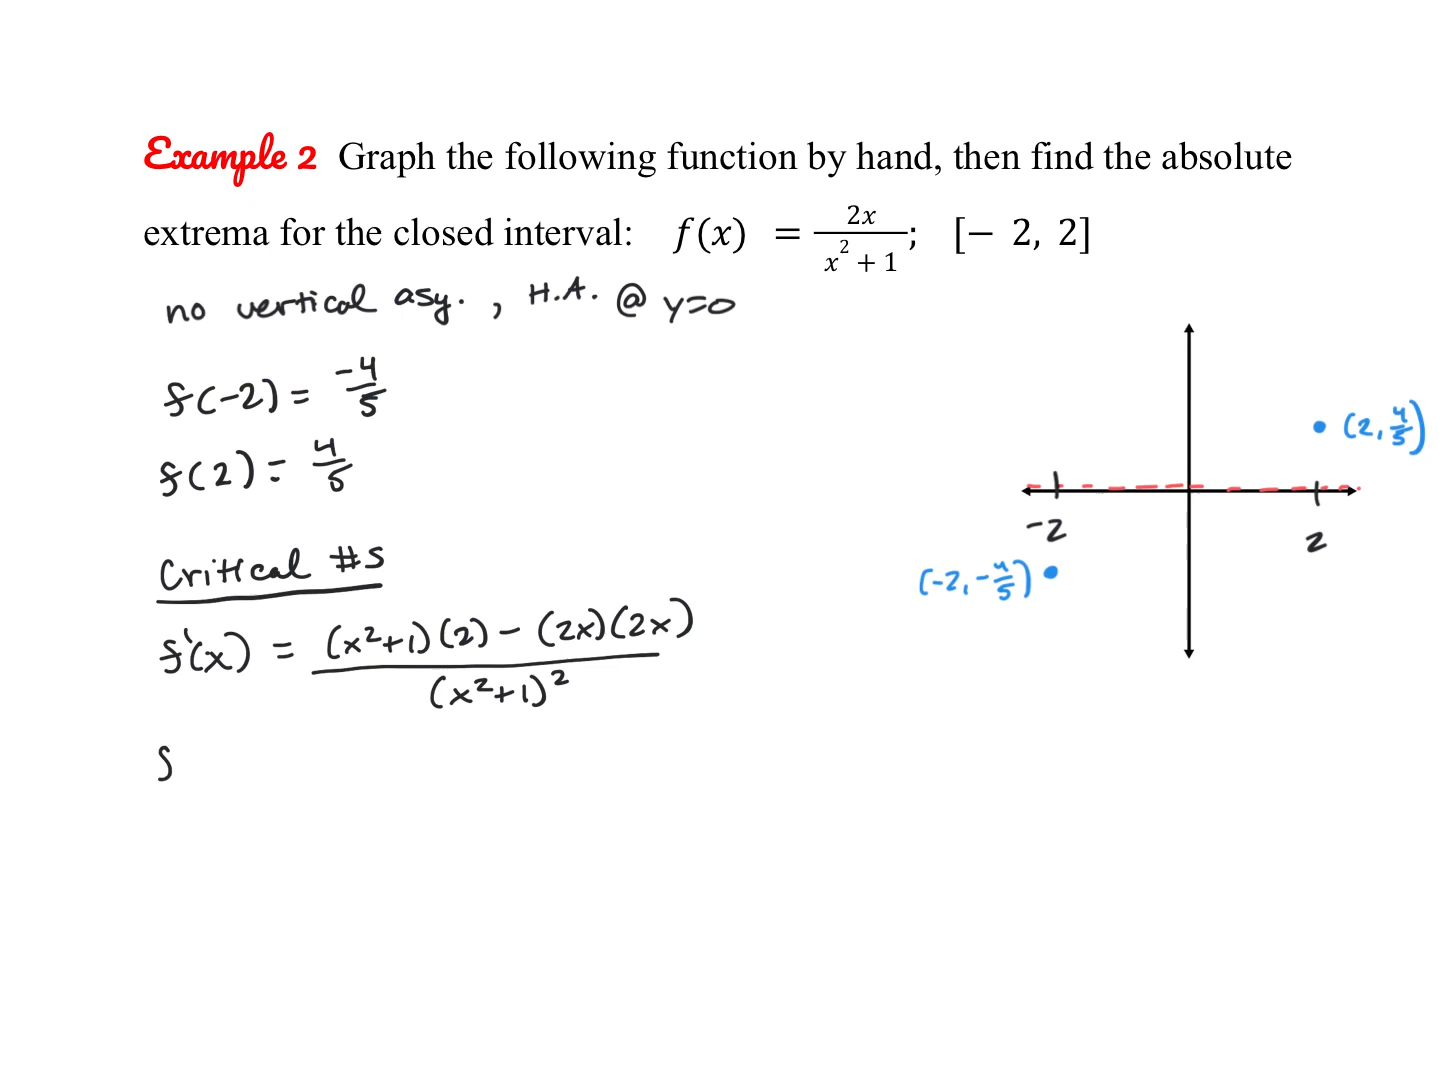 Example 2 Graph the following function by hand, then find the absolute
extrema for the closed interval: f(x) = 2x/(x² + 1); [− 2, 2]
no vertical asy. , H.A. @ y=0
f(-2) = -4/5
f(2) = 4/5
(2, 4/5)
-2
2
(-2, -4/5)
Critical #s
f'(x) = ((x²+1)(2) - (2x)(2x))/(x²+1)²